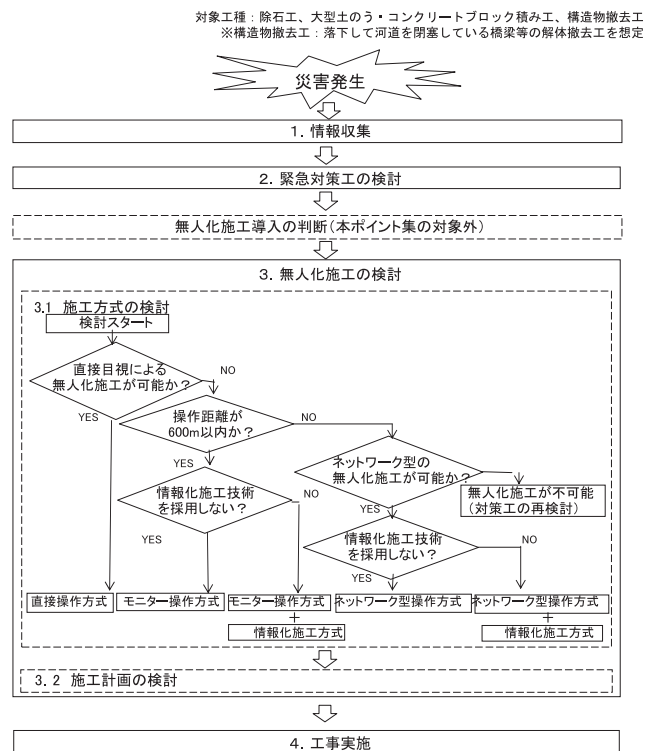 対象工種：除石工、大型土のう・コンクリートブロック積み工、構造物撤去工
※構造物撤去工：落下して河道を閉塞している橋梁等の解体撤去工を想定
災害発生
1．情報収集
2．緊急対策工の検討
無人化施工導入の判断（本ポイント集の対象外）
3．無人化施工の検討
3.1 施工方式の検討
検討スタート
直接目視による
無人化施工が可能か？
NO
YES
操作距離が
600m以内か？
NO
YES
ネットワーク型の
無人化施工が可能か？
NO
YES
無人化施工が不可能
（対策工の再検討）
情報化施工技術
を採用しない？
NO
YES
情報化施工技術
を採用しない？
NO
YES
直接操作方式
モニター操作方式
モニター操作方式
＋
情報化施工方式
ネットワーク型操作方式
ネットワーク型操作方式
＋
情報化施工方式
3.2 施工計画の検討
4．工事実施